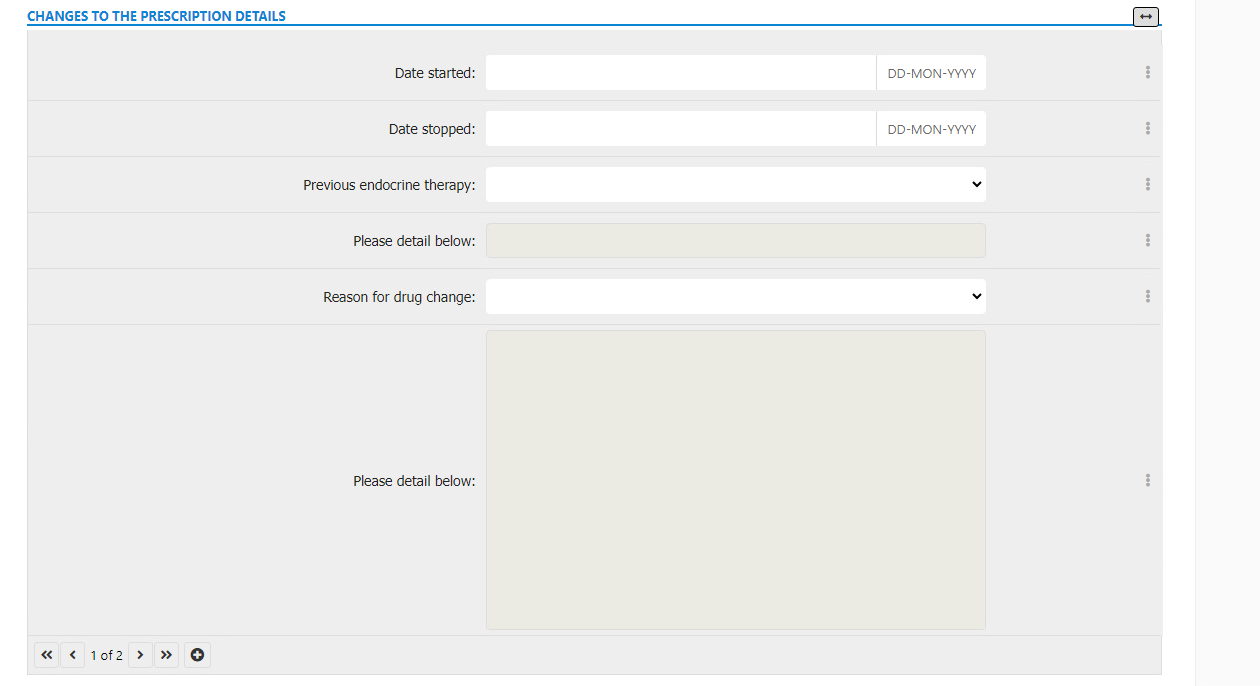 CHANGES TO THE PRESCRIPTION DETAILS
Date started: DD-MON-YYYY
Date stopped: DD-MON-YYYY
Previous endocrine therapy:
Please detail below:
Reason for drug change:
Please detail below:
1 of 2